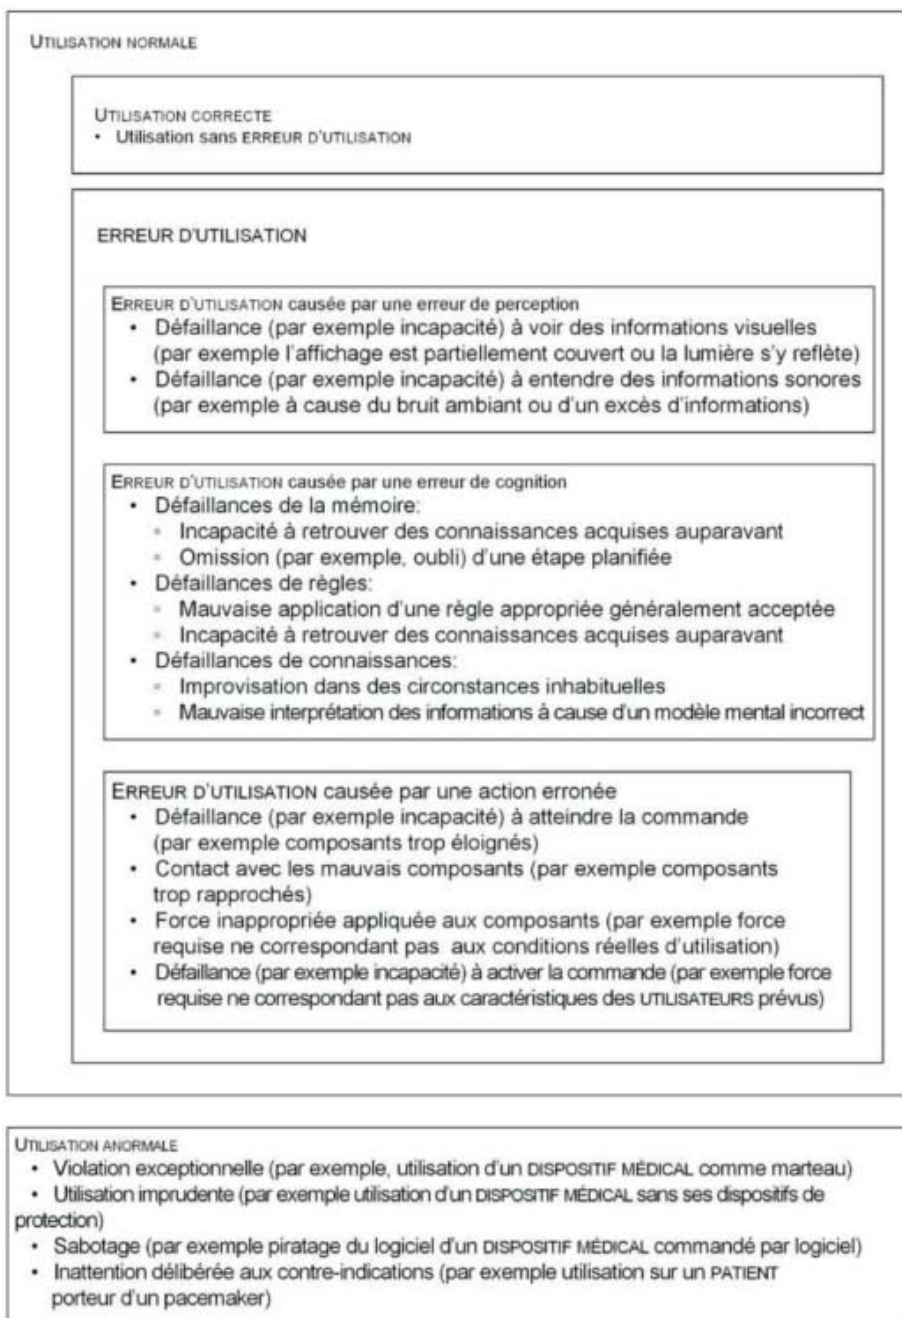 UTILISATION NORMALE
UTILISATION CORRECTE
• Utilisation sans ERREUR D'UTILISATION
ERREUR D'UTILISATION
ERREUR D'UTILISATION causée par une erreur de perception
• Défaillance (par exemple incapacité) à voir des informations visuelles
(par exemple l'affichage est partiellement couvert ou la lumière s'y reflète)
• Défaillance (par exemple incapacité) à entendre des informations sonores
(par exemple à cause du bruit ambiant ou d'un excès d'informations)
ERREUR D'UTILISATION causée par une erreur de cognition
• Défaillances de la mémoire:
◦ Incapacité à retrouver des connaissances acquises auparavant
◦ Omission (par exemple, oubli) d'une étape planifiée
• Défaillances de règles:
◦ Mauvaise application d'une règle appropriée généralement acceptée
◦ Incapacité à retrouver des connaissances acquises auparavant
• Défaillances de connaissances:
◦ Improvisation dans des circonstances inhabituelles
◦ Mauvaise interprétation des informations à cause d'un modèle mental incorrect
ERREUR D'UTILISATION causée par une action erronée
• Défaillance (par exemple incapacité) à atteindre la commande
(par exemple composants trop éloignés)
• Contact avec les mauvais composants (par exemple composants
trop rapprochés)
• Force inappropriée appliquée aux composants (par exemple force
requise ne correspondant pas aux conditions réelles d'utilisation)
• Défaillance (par exemple incapacité) à activer la commande (par exemple force
requise ne correspondant pas aux caractéristiques des UTILISATEURS prévus)
UTILISATION ANORMALE
• Violation exceptionnelle (par exemple, utilisation d'un DISPOSITIF MÉDICAL comme marteau)
• Utilisation imprudente (par exemple utilisation d'un DISPOSITIF MÉDICAL sans ses dispositifs de
protection)
• Sabotage (par exemple piratage du logiciel d'un DISPOSITIF MÉDICAL commandé par logiciel)
• Inattention délibérée aux contre-indications (par exemple utilisation sur un PATIENT
porteur d'un pacemaker)